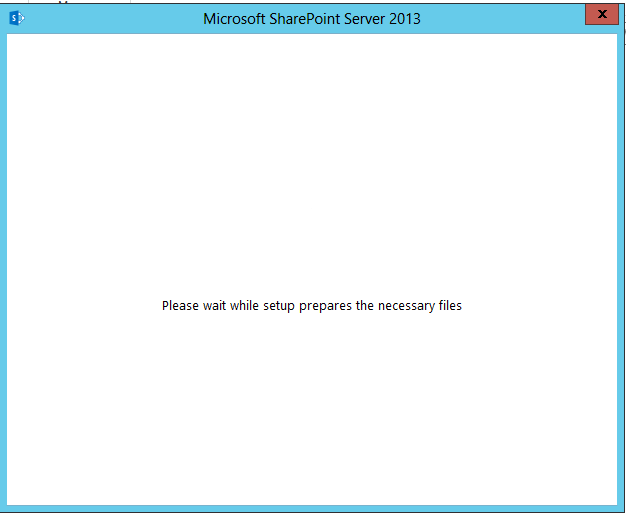 Microsoft SharePoint Server 2013
Please wait while setup prepares the necessary files